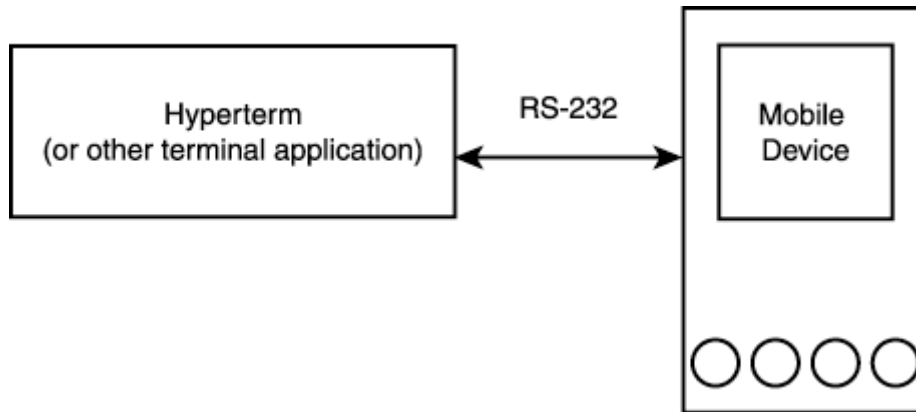 Hyperterm
(or other terminal application)
RS-232
Mobile
Device